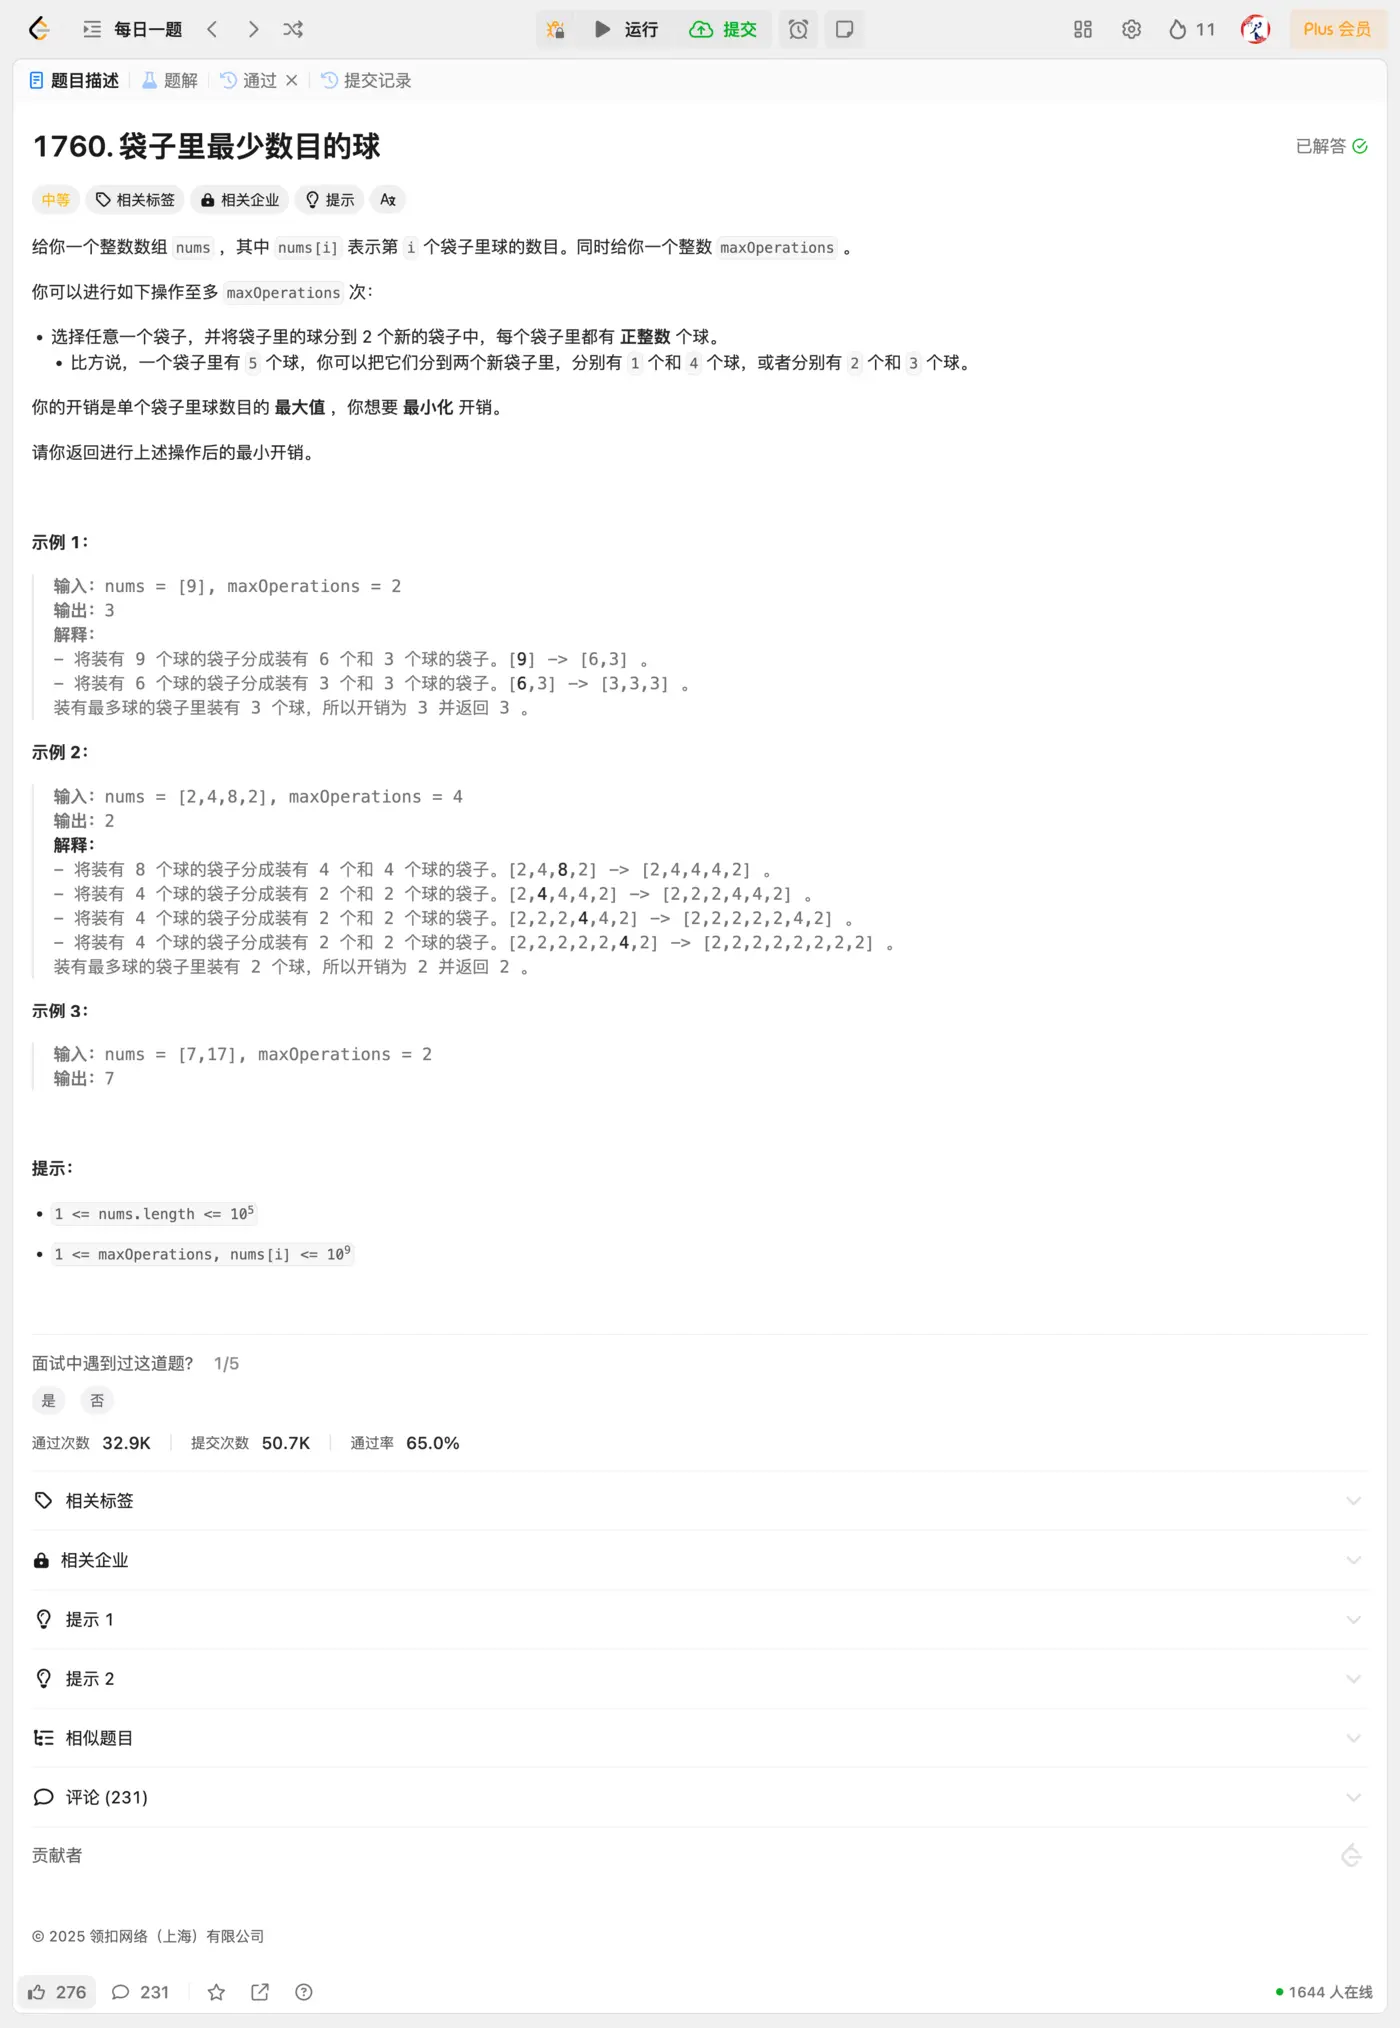 每日一题 运行 提交 11 Plus 会员
题目描述 题解 通过 提交记录
1760. 袋子里最少数目的球 已解答
中等 相关标签 相关企业 提示
给你一个整数数组 nums ，其中 nums[i] 表示第 i 个袋子里球的数目。同时给你一个整数 maxOperations 。
你可以进行如下操作至多 maxOperations 次：
• 选择任意一个袋子，并将袋子里的球分到 2 个新的袋子中，每个袋子里都有 正整数 个球。
• 比方说，一个袋子里有 5 个球，你可以把它们分到两个新袋子里，分别有 1 个和 4 个球，或者分别有 2 个和 3 个球。
你的开销是单个袋子里球数目的 最大值 ，你想要 最小化 开销。
请你返回进行上述操作后的最小开销。
示例 1：
输入：nums = [9], maxOperations = 2
输出：3
解释：
- 将装有 9 个球的袋子分成装有 6 个和 3 个球的袋子。[9] -> [6,3] 。
- 将装有 6 个球的袋子分成装有 3 个和 3 个球的袋子。[6,3] -> [3,3,3] 。
装有最多球的袋子里装有 3 个球，所以开销为 3 并返回 3 。
示例 2：
输入：nums = [2,4,8,2], maxOperations = 4
输出：2
解释：
- 将装有 8 个球的袋子分成装有 4 个和 4 个球的袋子。[2,4,8,2] -> [2,4,4,4,2] 。
- 将装有 4 个球的袋子分成装有 2 个和 2 个球的袋子。[2,4,4,4,2] -> [2,2,2,4,4,2] 。
- 将装有 4 个球的袋子分成装有 2 个和 2 个球的袋子。[2,2,2,4,4,2] -> [2,2,2,2,2,4,2] 。
- 将装有 4 个球的袋子分成装有 2 个和 2 个球的袋子。[2,2,2,2,2,4,2] -> [2,2,2,2,2,2,2,2] 。
装有最多球的袋子里装有 2 个球，所以开销为 2 并返回 2 。
示例 3：
输入：nums = [7,17], maxOperations = 2
输出：7
提示：
• 1 <= nums.length <= 10⁵
• 1 <= maxOperations, nums[i] <= 10⁹
面试中遇到过这道题? 1/5
是 否
通过次数 32.9K 提交次数 50.7K 通过率 65.0%
相关标签
相关企业
提示 1
提示 2
相似题目
评论 (231)
贡献者
© 2025 领扣网络（上海）有限公司
276 231 1644 人在线